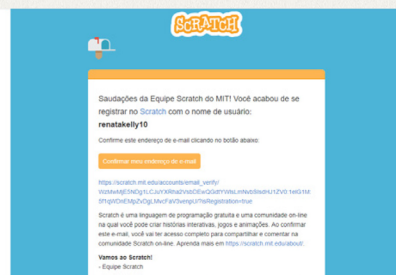 SCRATCH
Saudações da Equipe Scratch do MIT! Você acabou de se
registrar no Scratch com o nome de usuário:
renatakelly10
Confirme este endereço de e-mail clicando no botão abaixo:
Confirmar meu endereço de e-mail
https://scratch.mit.edu/accounts/email_verify/
Scratch é uma linguagem de programação gratuita e uma comunidade on-line
na qual você pode criar histórias interativas, jogos e animações. Ao confirmar
este e-mail, você vai ter acesso completo para compartilhar e comentar na
comunidade Scratch on-line. Aprenda mais em https://scratch.mit.edu/about/.
Vamos ao Scratch!
- Equipe Scratch